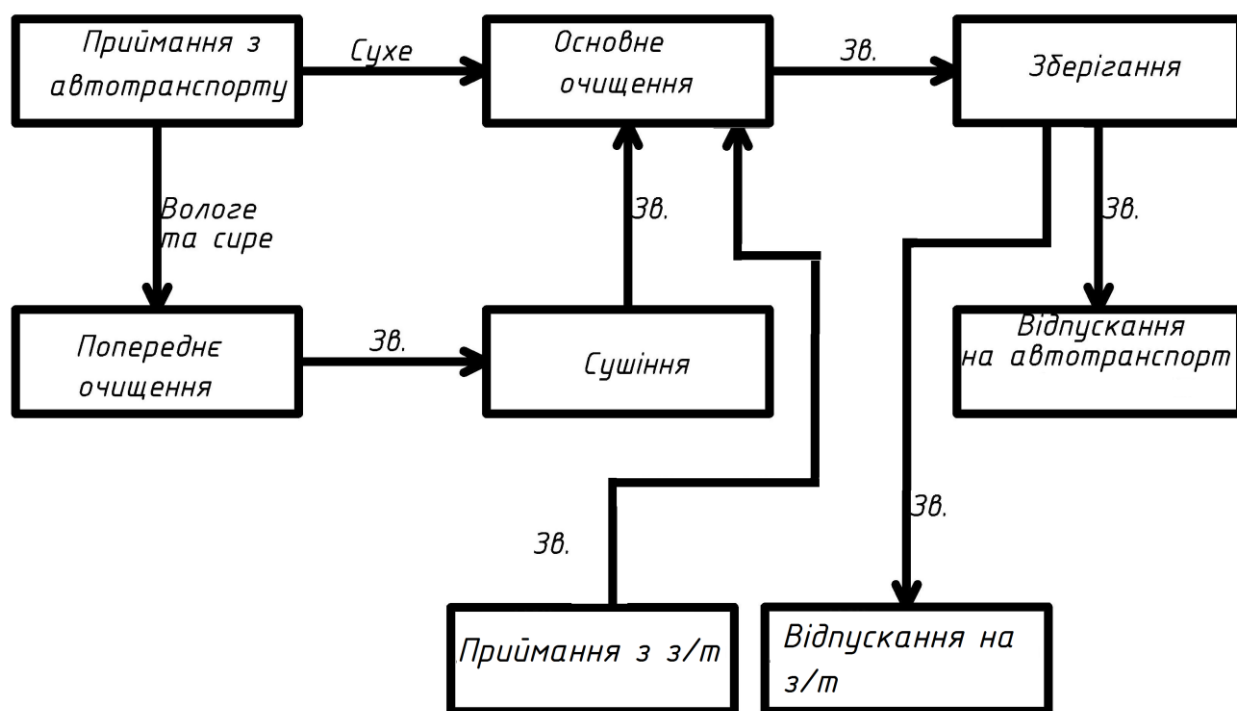 Приймання з
автотранспорту
Сухе
Основне
очищення
Зв.
Зберігання
Вологе
та сире
Зв.
Зв.
Попереднє
очищення
Зв.
Сушіння
Відпускання
на автотранспорт
Зв.
Зв.
Приймання з з/т
Відпускання на
з/т